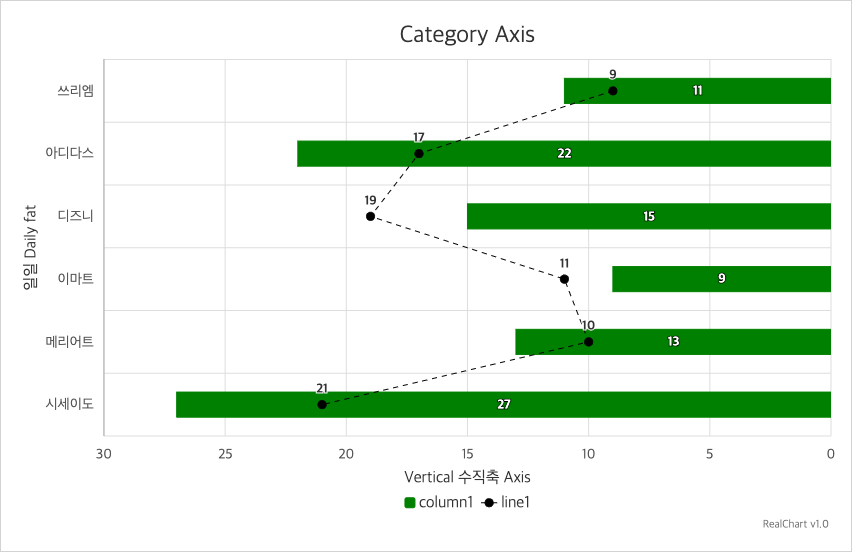 Category Axis
쓰리엠
9
11
아디다스
17
22
디즈니
19
15
일일 Daily fat
이마트
11
9
메리어트
10
13
시세이도
21
27
30 25 20 15 10 5 0
Vertical 수직축 Axis
column1 line1
RealChart v1.0